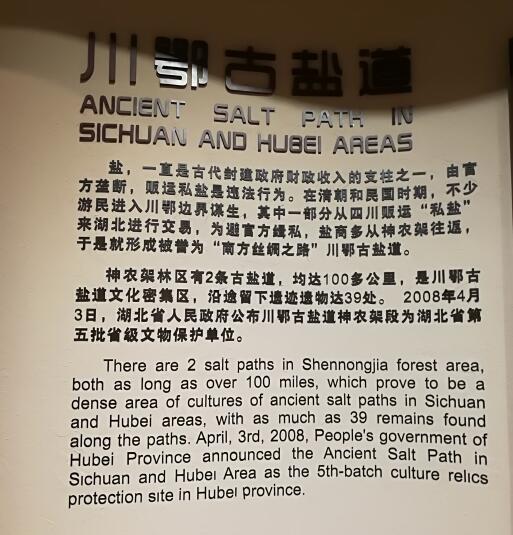 川鄂古盐道
ANCIENT SALT PATH IN
SICHUAN AND HUBEI AREAS
盐，一直是古代封建政府财政收入的支柱之一，由官
方垄断，贩运私盐是违法行为。在清朝和民国时期，不少
游民进入川鄂边界谋生，其中一部分从四川贩运“私盐”
来湖北进行交易，为避官方缉私，盐商多从神农架往返，
于是就形成被誉为“南方丝绸之路”川鄂古盐道。
神农架林区有2条古盐道，均达100多公里，是川鄂古
盐道文化密集区，沿途留下遗迹遗物达39处。 2008年4月
3日，湖北省人民政府公布川鄂古盐道神农架段为湖北省第
五批省级文物保护单位。
There are 2 salt paths in Shennongjia forest area,
both as long as over 100 miles, which prove to be a
dense area of cultures of ancient salt paths in Sichuan
and Hubei areas, with as much as 39 remains found
along the paths. April, 3rd, 2008, People's government of
Hubei Province announced the Ancient Salt Path in
Sichuan and Hubei Area as the 5th-batch culture relics
protection site in Hubei province.